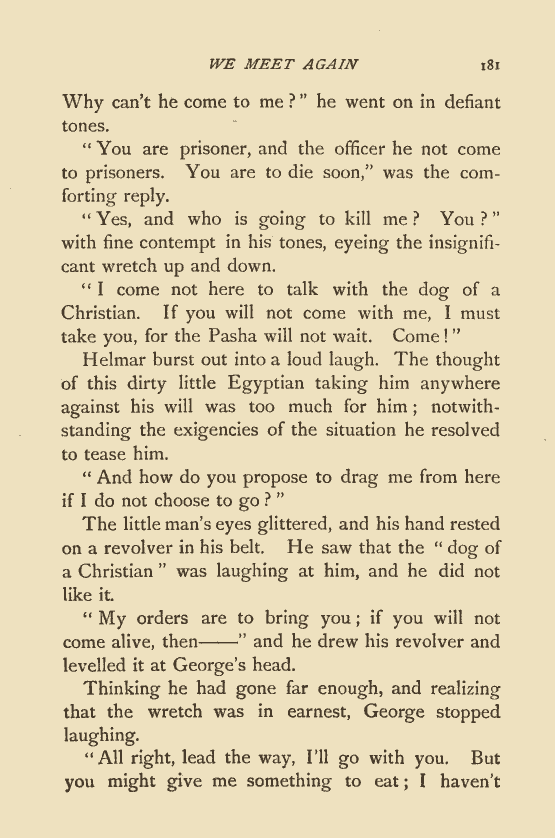 WE MEET AGAIN 181
Why can't he come to me?" he went on in defiant
tones.
"You are prisoner, and the officer he not come
to prisoners. You are to die soon," was the com-
forting reply.
"Yes, and who is going to kill me? You?"
with fine contempt in his tones, eyeing the insignifi-
cant wretch up and down.
"I come not here to talk with the dog of a
Christian. If you will not come with me, I must
take you, for the Pasha will not wait. Come!"
Helmar burst out into a loud laugh. The thought
of this dirty little Egyptian taking him anywhere
against his will was too much for him; notwith-
standing the exigencies of the situation he resolved
to tease him.
"And how do you propose to drag me from here
if I do not choose to go?"
The little man's eyes glittered, and his hand rested
on a revolver in his belt. He saw that the "dog of
a Christian" was laughing at him, and he did not
like it.
"My orders are to bring you; if you will not
come alive, then——" and he drew his revolver and
levelled it at George's head.
Thinking he had gone far enough, and realizing
that the wretch was in earnest, George stopped
laughing.
"All right, lead the way, I'll go with you. But
you might give me something to eat; I haven't